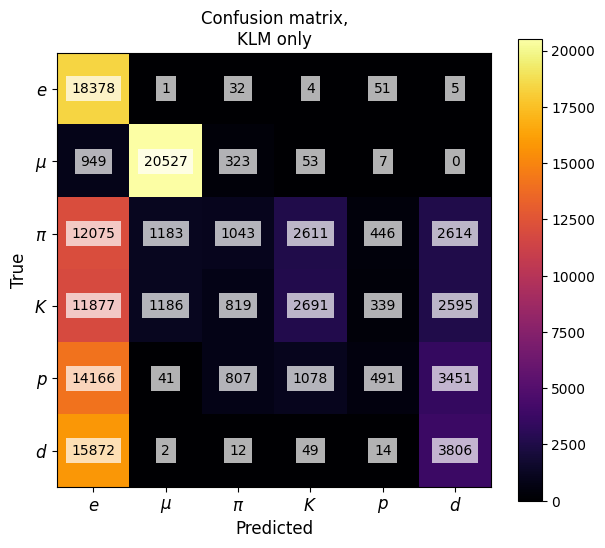 Confusion matrix,
KLM only
True
e 18378 1 32 4 51 5
μ 949 20527 323 53 7 0
π 12075 1183 1043 2611 446 2614
K 11877 1186 819 2691 339 2595
p 14166 41 807 1078 491 3451
d 15872 2 12 49 14 3806
e μ π K p d
Predicted
20000
17500
15000
12500
10000
7500
5000
2500
0